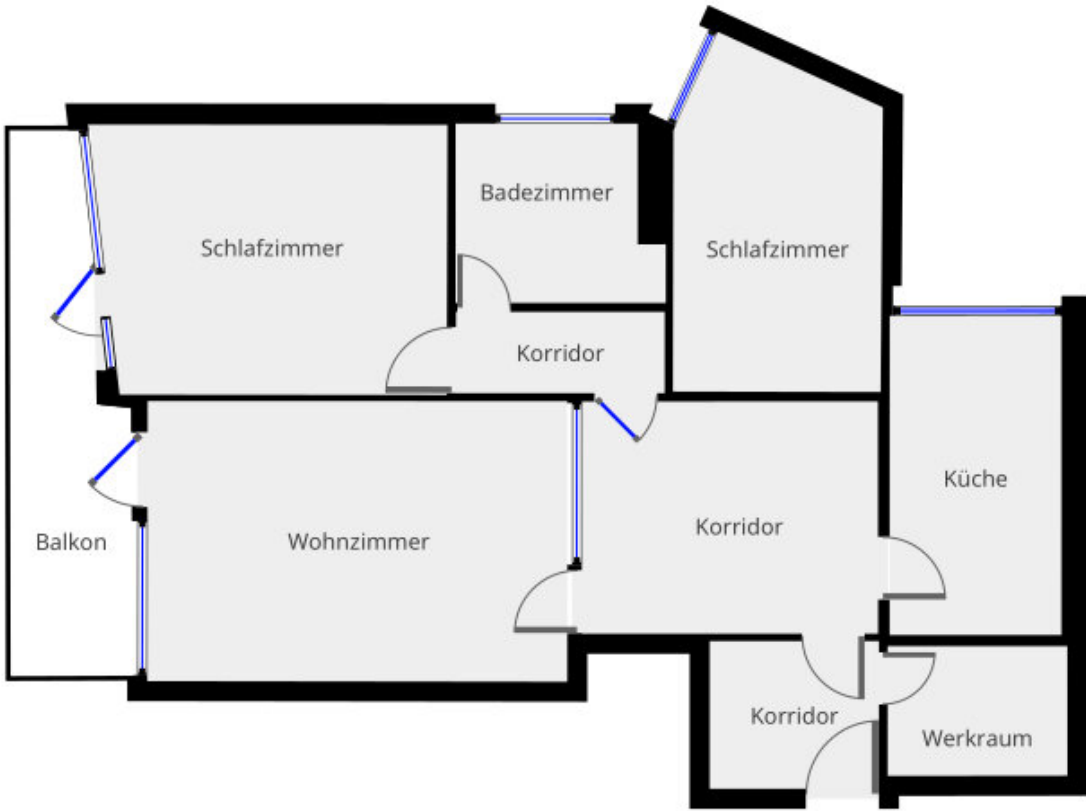 Badezimmer
Schlafzimmer
Schlafzimmer
Korridor
Küche
Korridor
Balkon
Wohnzimmer
Korridor
Werkraum